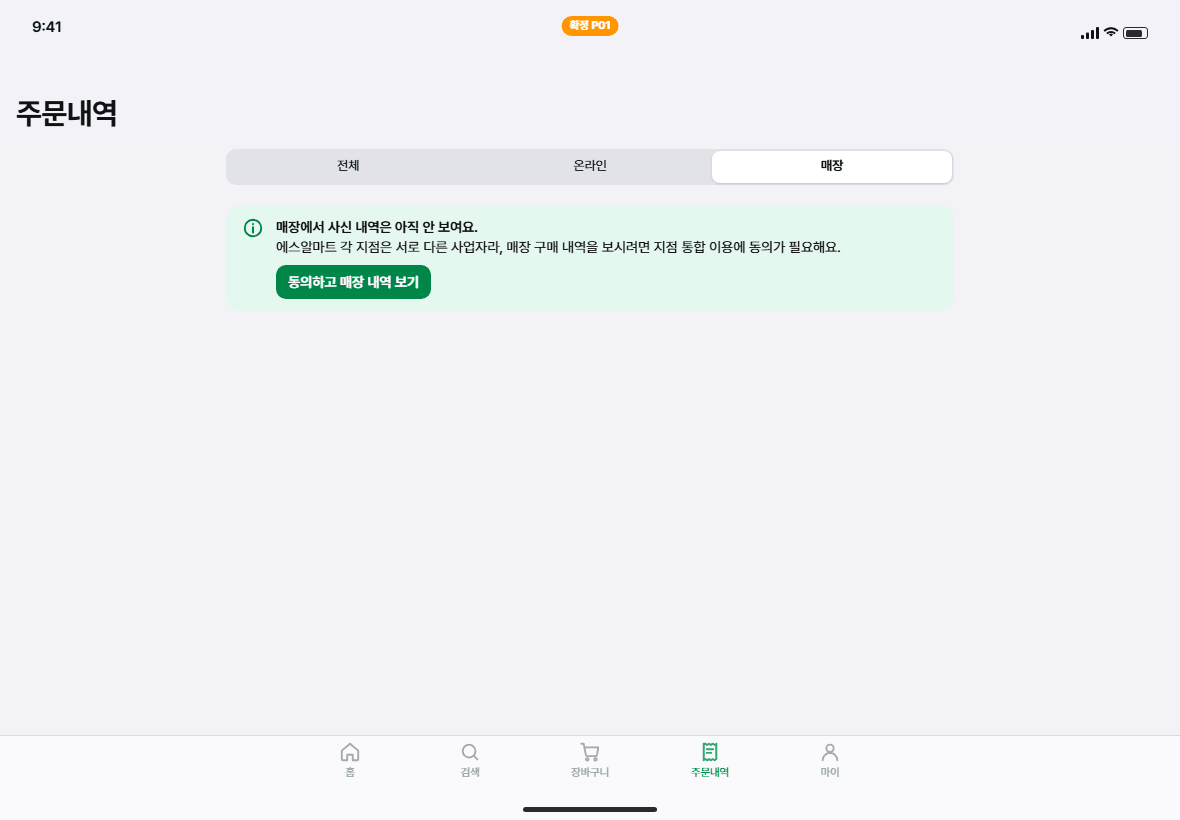 9:41
확정 P01
주문내역
전체
온라인
매장
매장에서 사신 내역은 아직 안 보여요.
에스알마트 각 지점은 서로 다른 사업자라, 매장 구매 내역을 보시려면 지점 통합 이용에 동의가 필요해요.
동의하고 매장 내역 보기
홈
검색
장바구니
주문내역
마이